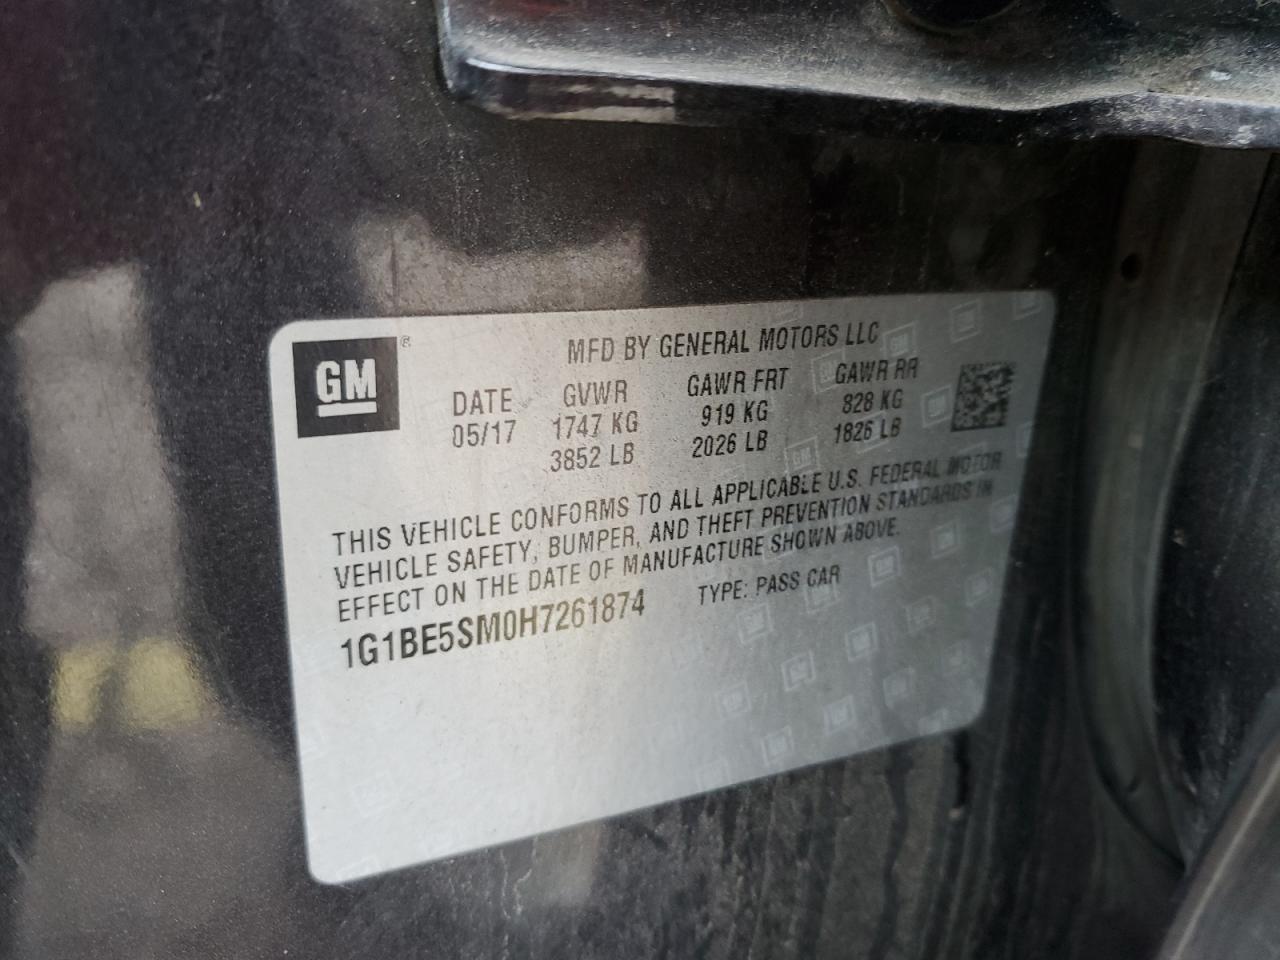 GM®
MFD BY GENERAL MOTORS LLC
DATE GVWR GAWR FRT GAWR RR
05/17 1747 KG 919 KG 828 KG
3852 LB 2026 LB 1826 LB
THIS VEHICLE CONFORMS TO ALL APPLICABLE U.S. FEDERAL MOTOR
VEHICLE SAFETY, BUMPER, AND THEFT PREVENTION STANDARDS IN
EFFECT ON THE DATE OF MANUFACTURE SHOWN ABOVE.
1G1BE5SM0H7261874 TYPE: PASS CAR